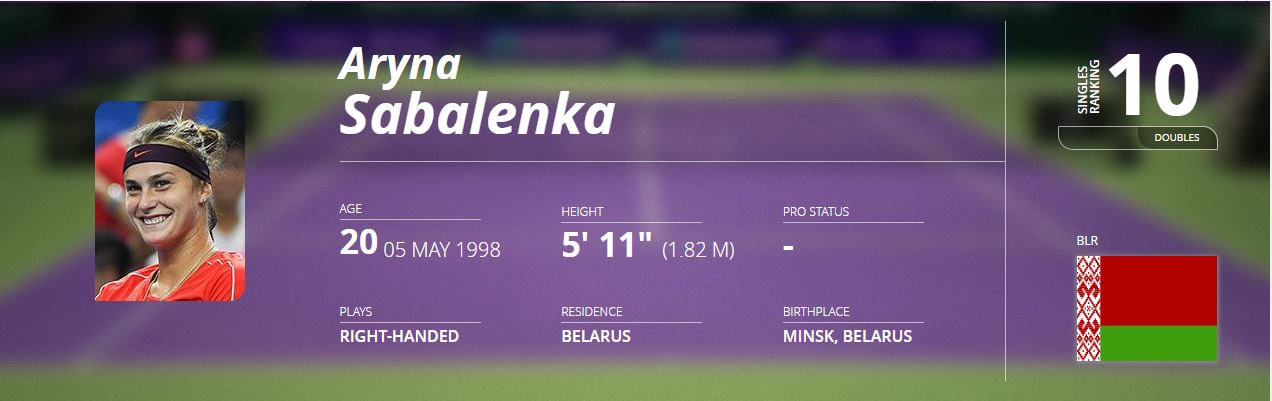 Aryna
Sabalenka
SINGLES
RANKING
10
DOUBLES
AGE
20 05 MAY 1998
HEIGHT
5' 11" (1.82 M)
PRO STATUS
-
BLR
PLAYS
RIGHT-HANDED
RESIDENCE
BELARUS
BIRTHPLACE
MINSK, BELARUS